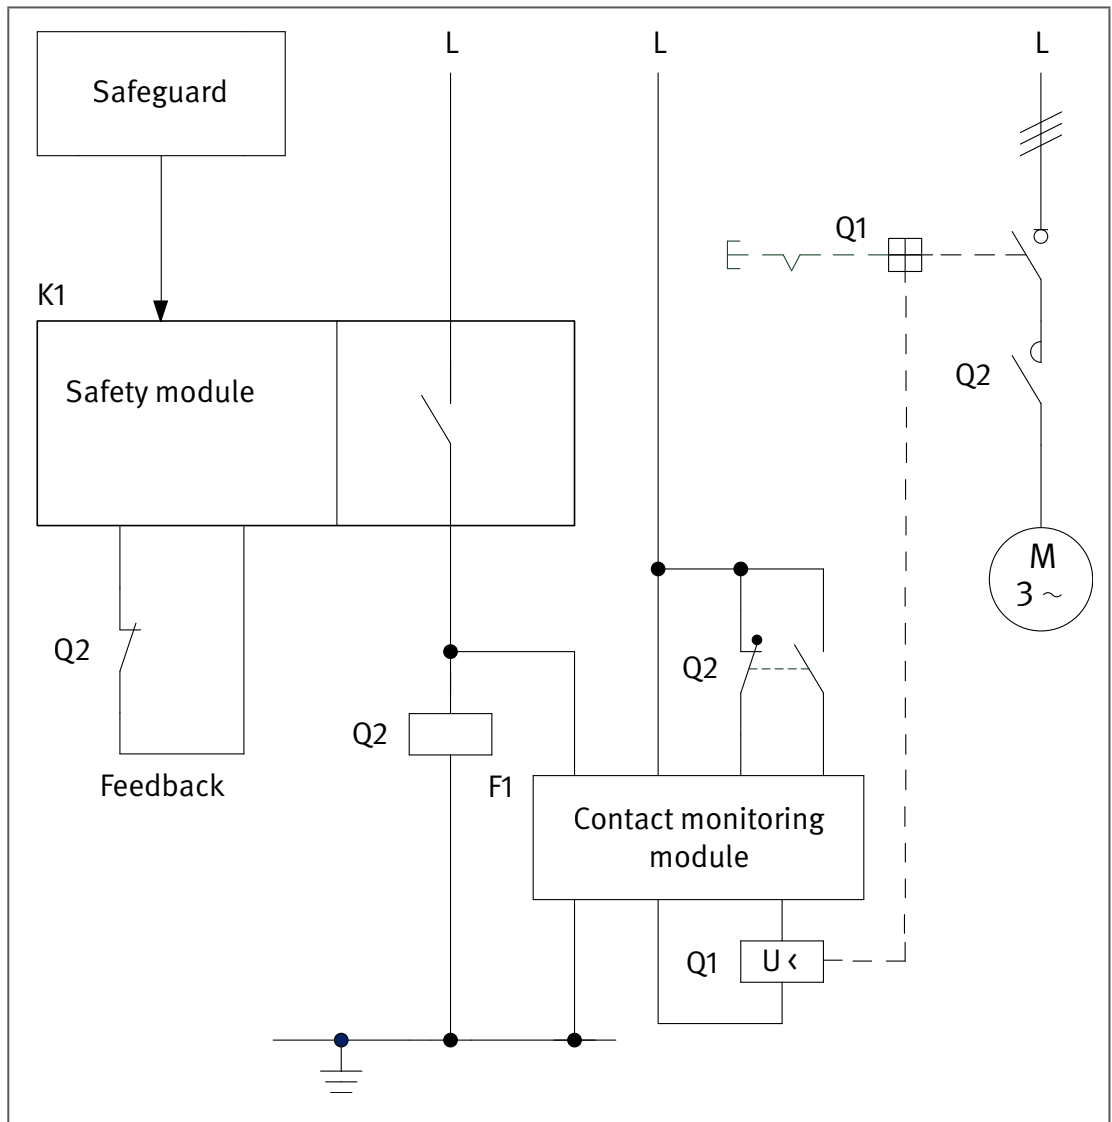 Safeguard
L
L
L
Q1
K1
Safety module
Q2
M
3 ~
Q2
Q2
Q2
Feedback
F1
Contact monitoring
module
Q1
U <